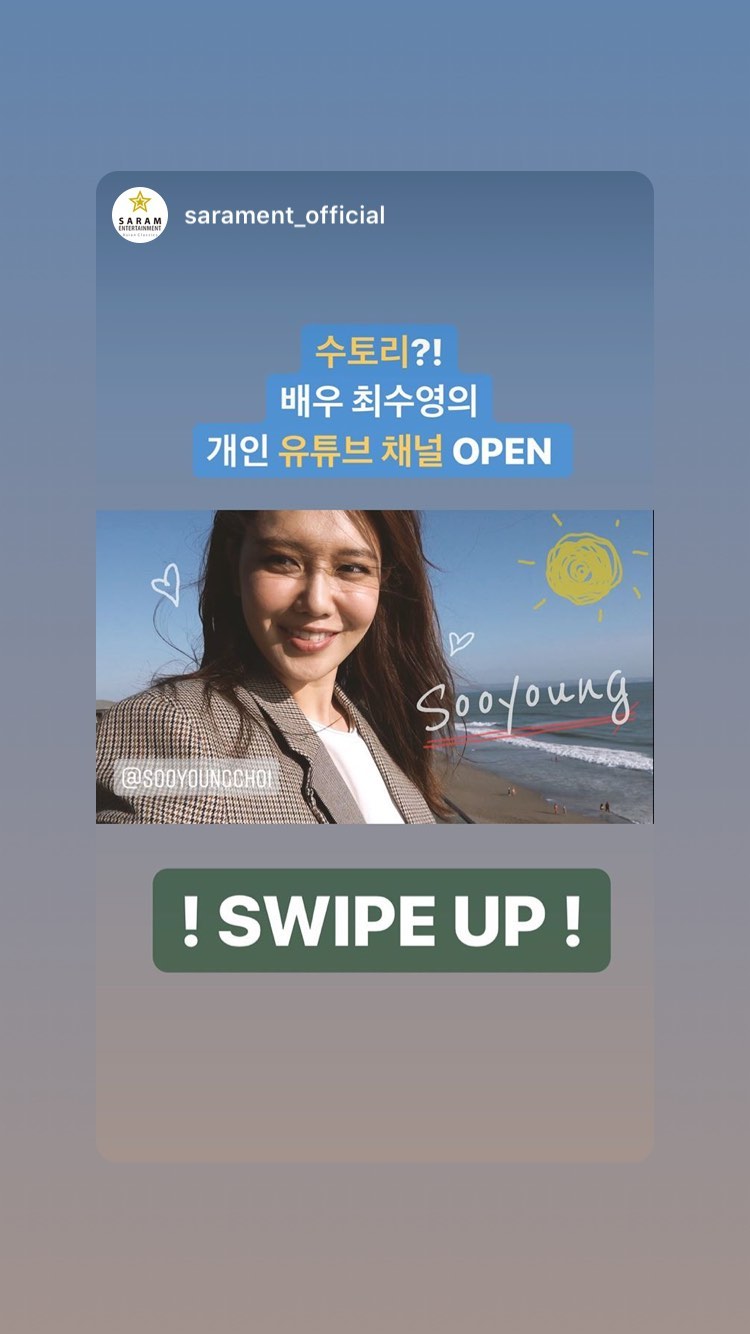 SARAM
ENTERTAINMENT
sarament_official
수토리?!
배우 최수영의
개인 유튜브 채널 OPEN
Sooyoung
@SOOYOUNGCHOI
! SWIPE UP !